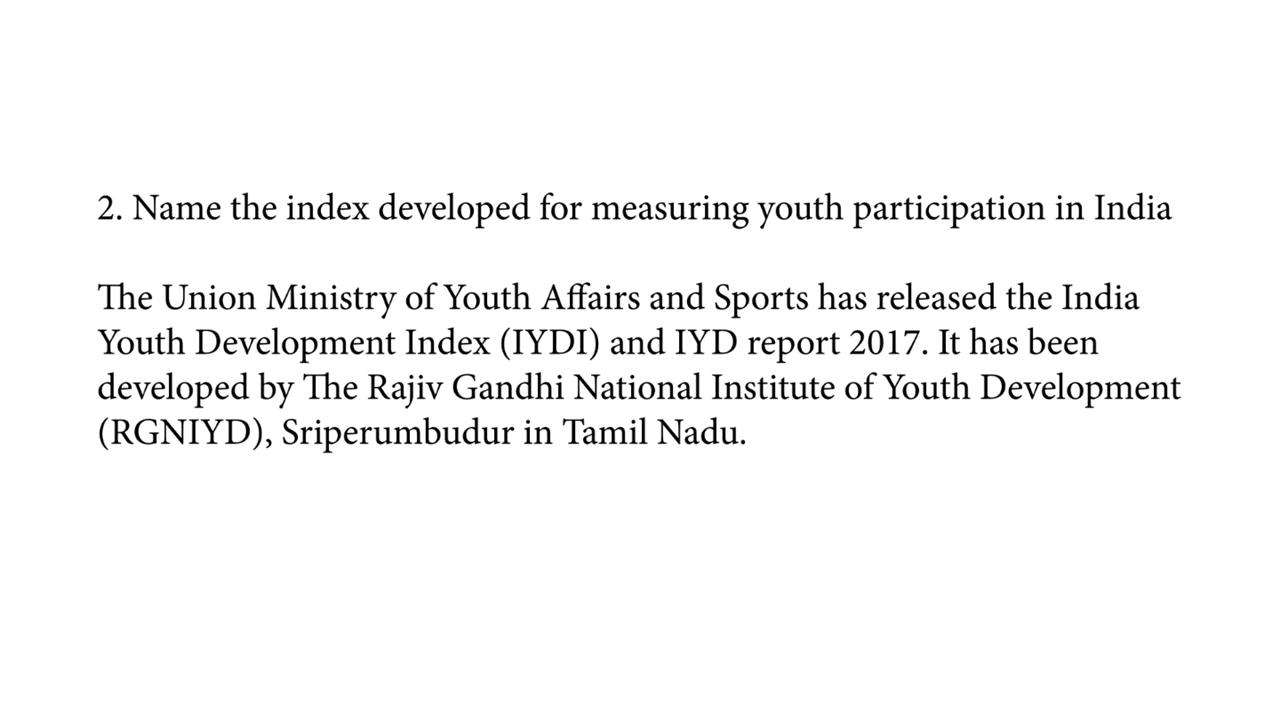 2. Name the index developed for measuring youth participation in India
The Union Ministry of Youth Affairs and Sports has released the India
Youth Development Index (IYDI) and IYD report 2017. It has been
developed by The Rajiv Gandhi National Institute of Youth Development
(RGNIYD), Sriperumbudur in Tamil Nadu.